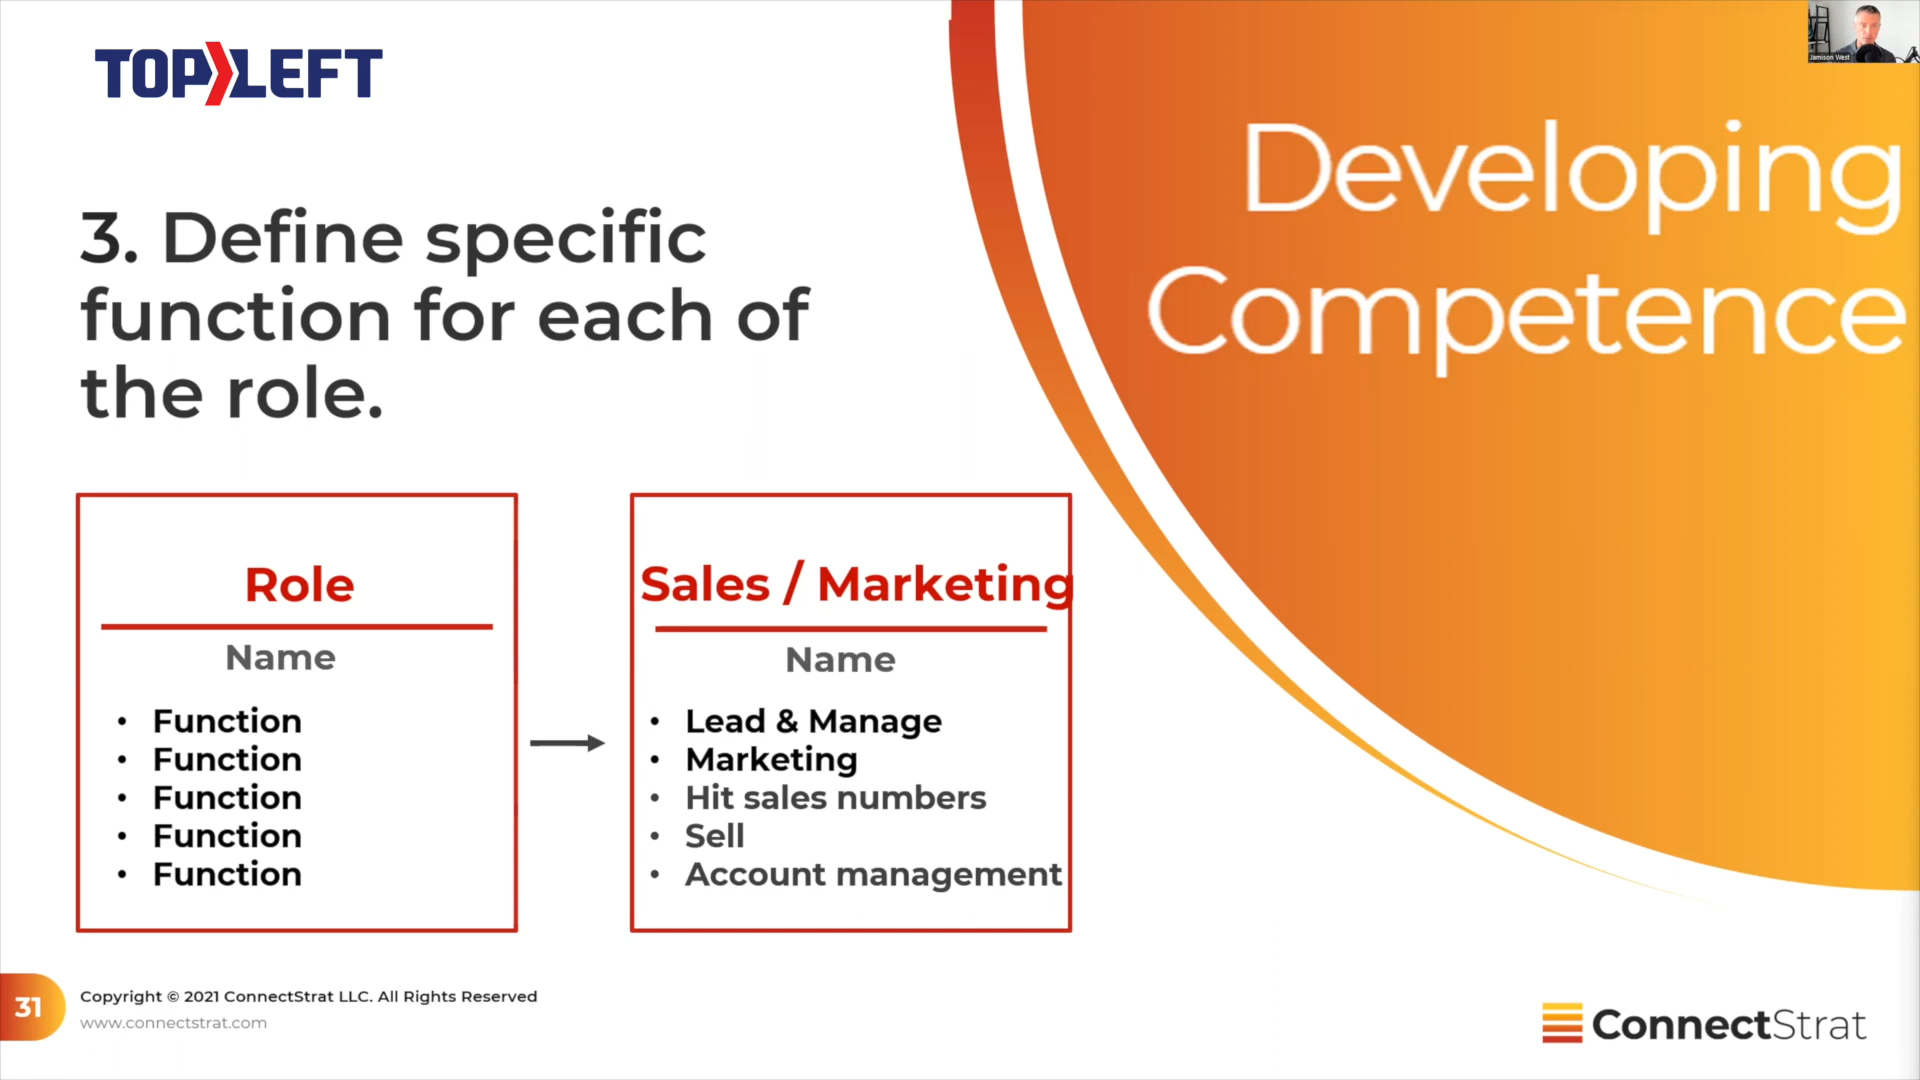 TOP LEFT
Jamison West
Developing
Competence
3. Define specific
function for each of
the role.
Role
Name
• Function
• Function
• Function
• Function
• Function
Sales / Marketing
Name
• Lead & Manage
• Marketing
• Hit sales numbers
• Sell
• Account management
31
Copyright © 2021 ConnectStrat LLC. All Rights Reserved
www.connectstrat.com
ConnectStrat